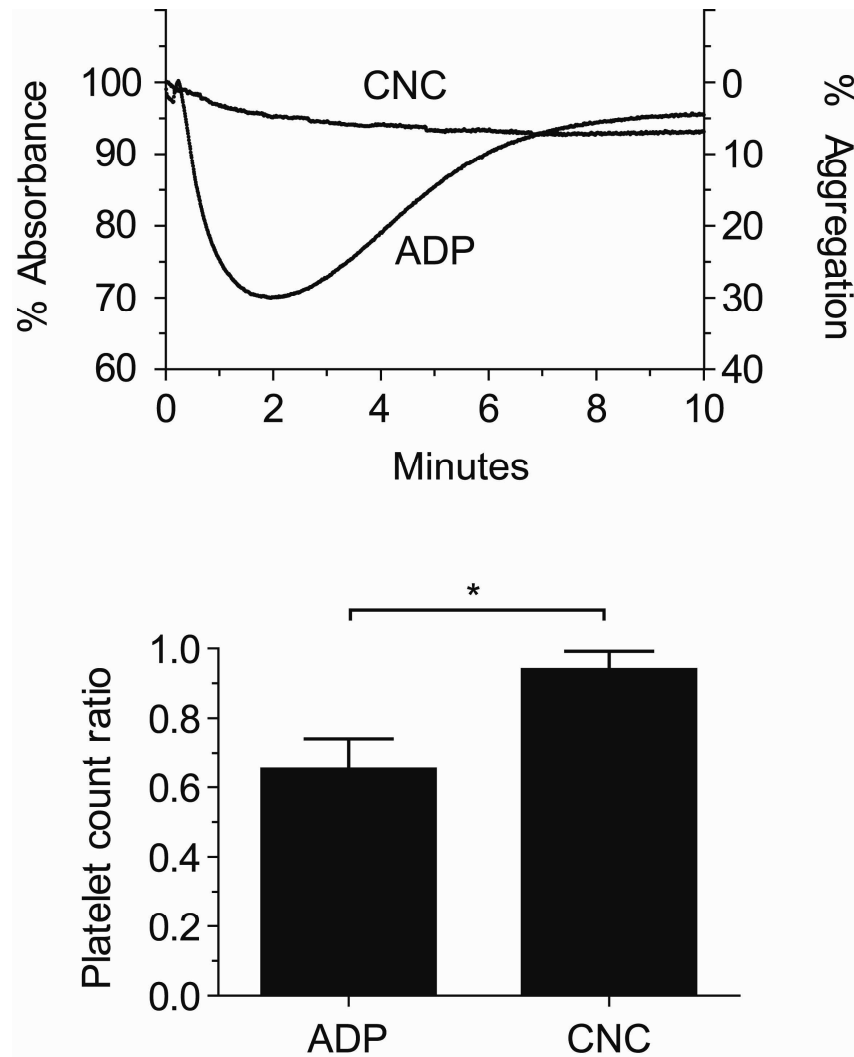 CNC
ADP
% Absorbance
100
90
80
70
60
0
10
20
30
40
% Aggregation
0 2 4 6 8 10
Minutes
*
Platelet count ratio
1.0
0.8
0.6
0.4
0.2
0.0
ADP CNC